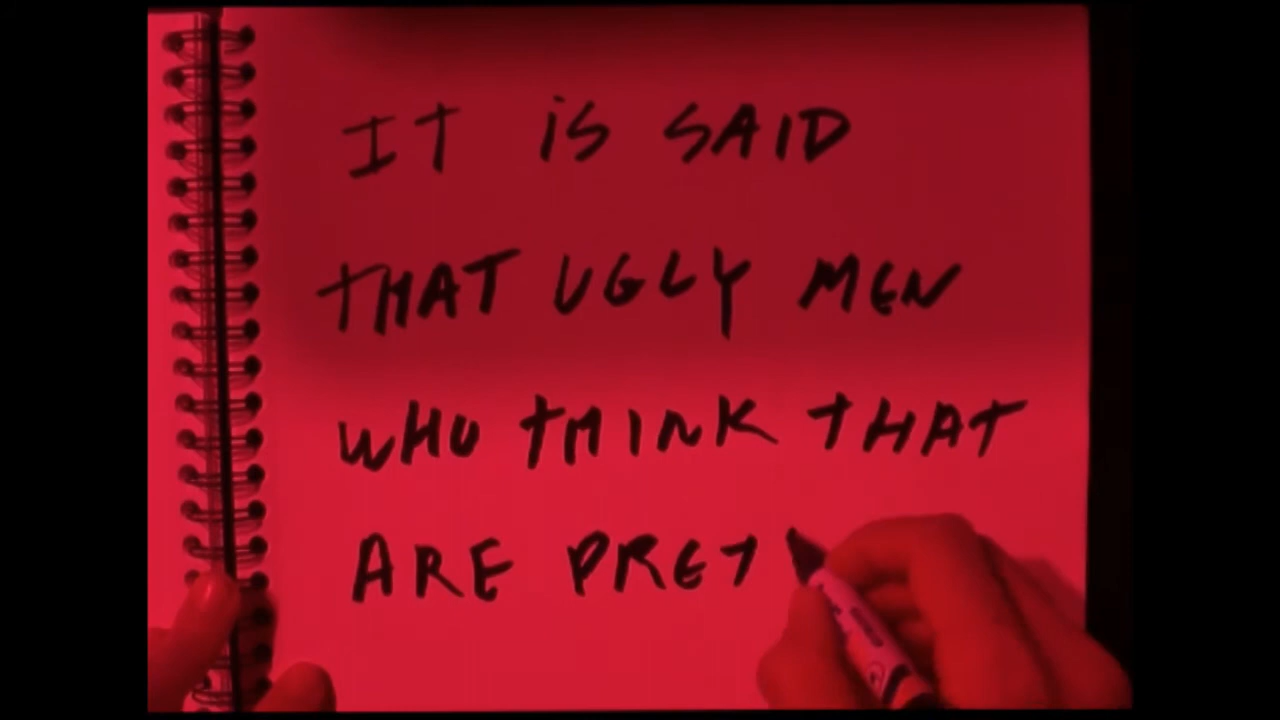 IT iS SAID
THAT UGLY MEN
WHO THINK THAT
ARE PRET